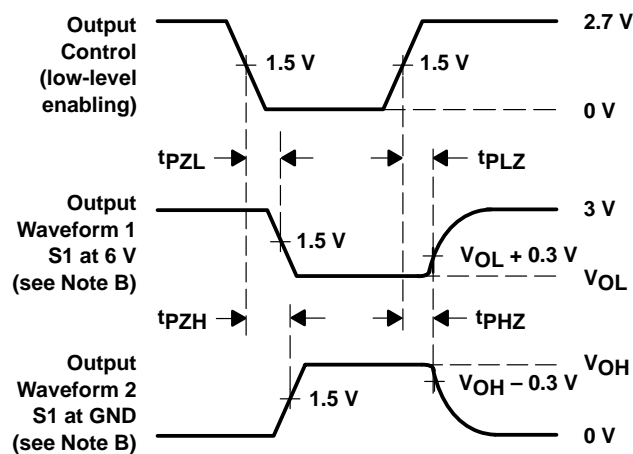 Output
Control
(low-level
enabling)
2.7 V
1.5 V
1.5 V
0 V
tPZL
tPLZ
Output
Waveform 1
S1 at 6 V
(see Note B)
3 V
1.5 V
VOL + 0.3 V
VOL
tPZH
tPHZ
Output
Waveform 2
S1 at GND
(see Note B)
VOH
VOH − 0.3 V
1.5 V
0 V